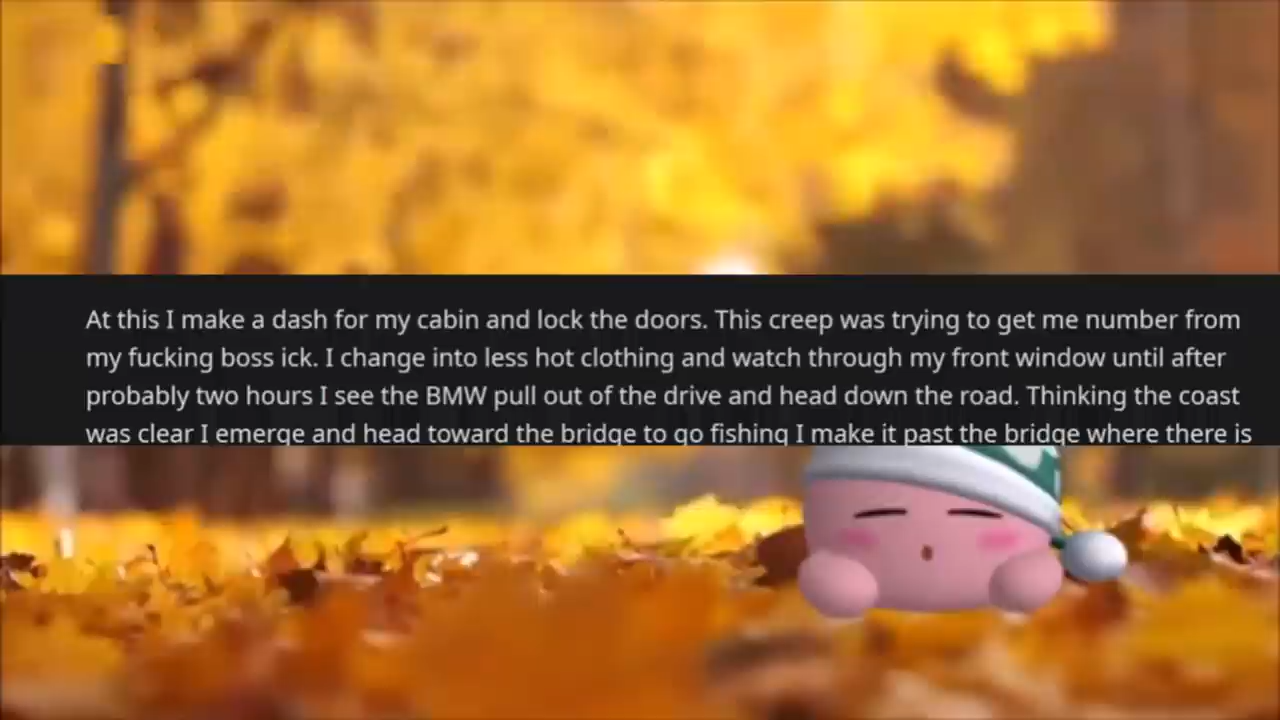 At this I make a dash for my cabin and lock the doors. This creep was trying to get me number from
my fucking boss ick. I change into less hot clothing and watch through my front window until after
probably two hours I see the BMW pull out of the drive and head down the road. Thinking the coast
was clear I emerge and head toward the bridge to go fishing I make it past the bridge where there is